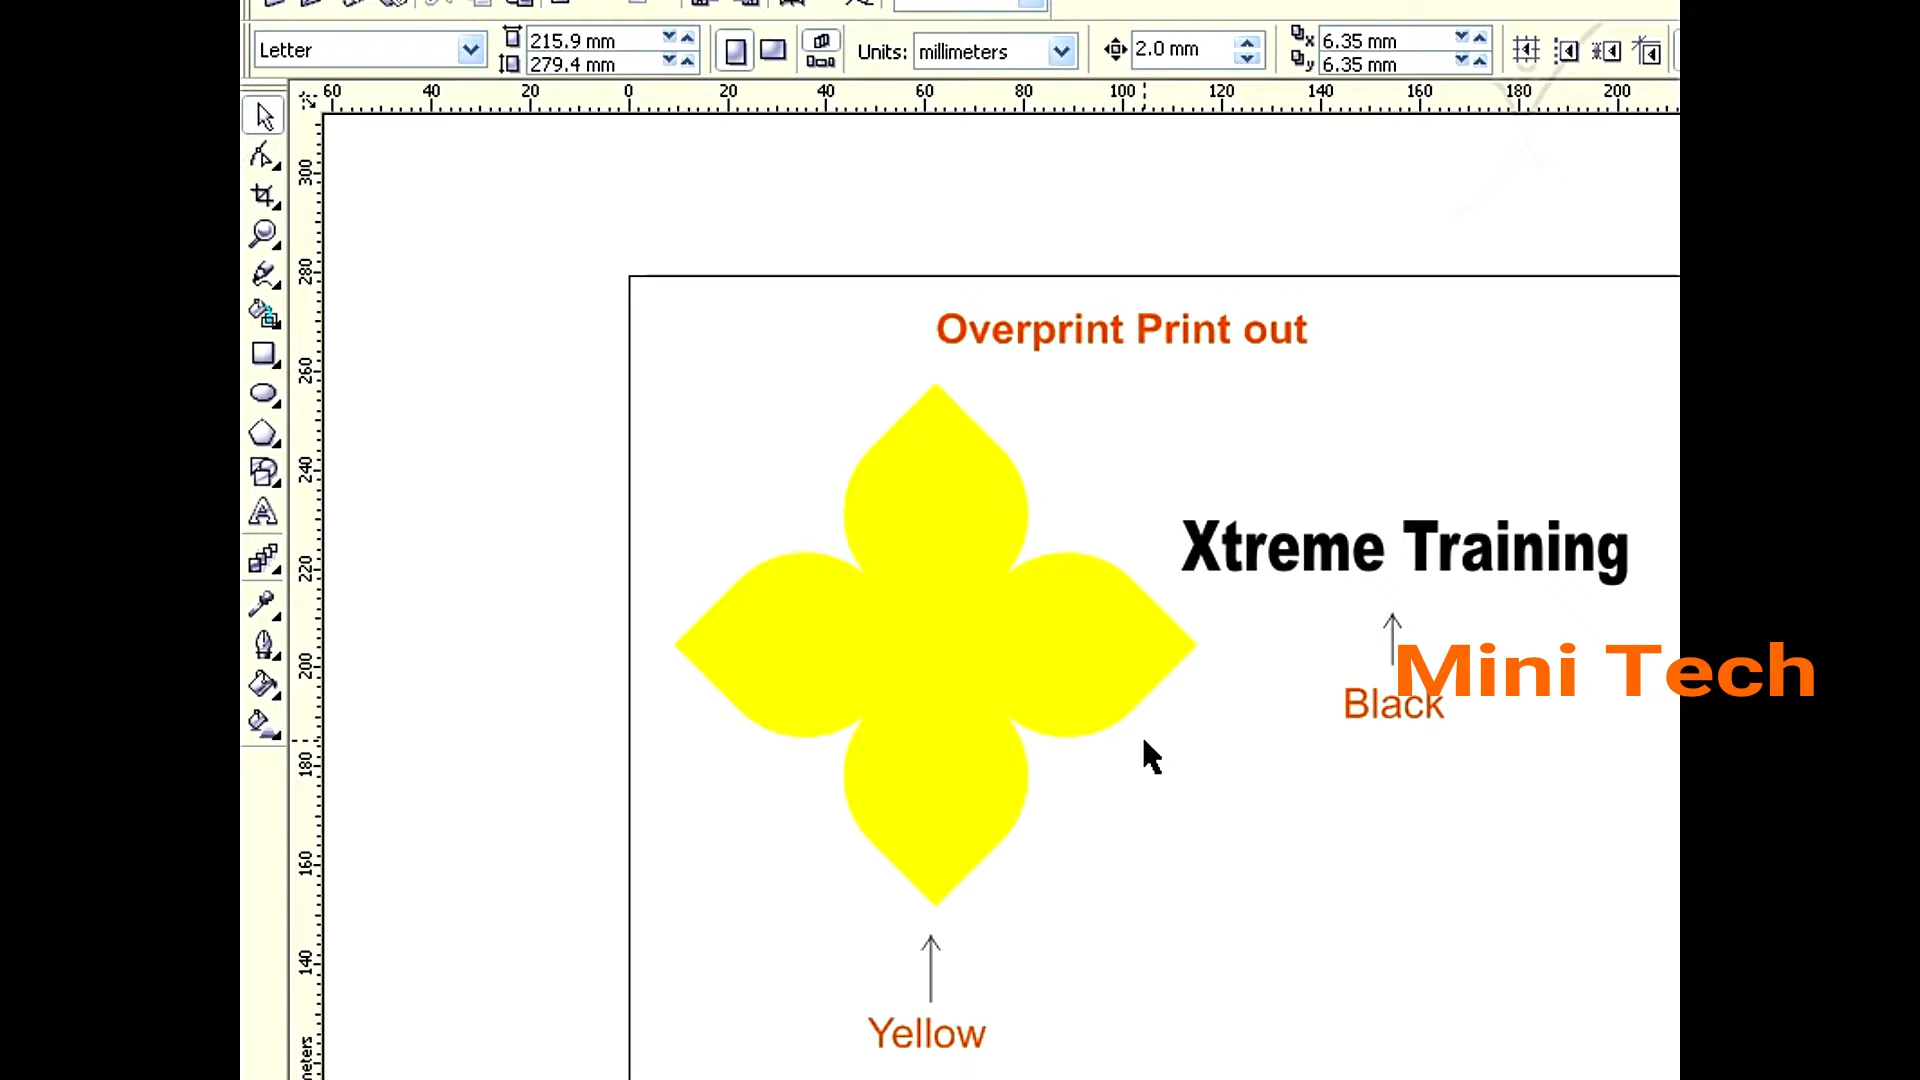 Letter
215.9 mm
279.4 mm
Units: millimeters
2.0 mm
6.35 mm
6.35 mm
60 40 20 0 20 40 60 80 100 120 140 160 180 200
300
280
260
240
220
200
180
160
140
meters
Overprint Print out
Xtreme Training
Mini Tech
Black
Yellow